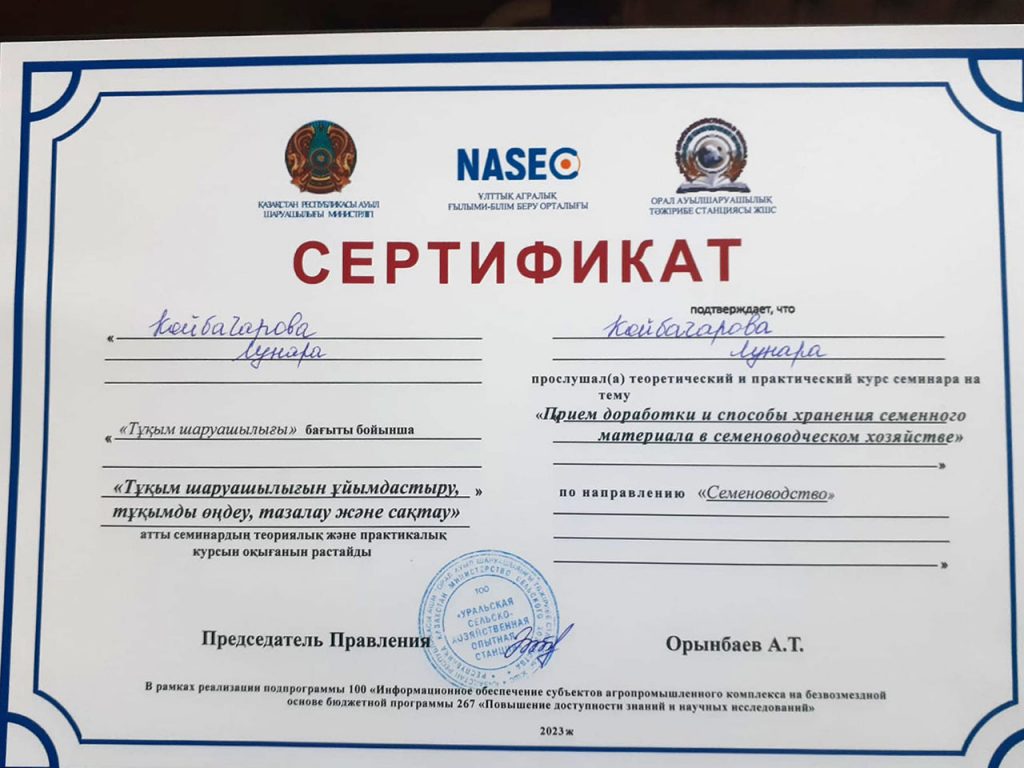 ҚАЗАҚСТАН РЕСПУБЛИКАСЫ АУЫЛ
ШАРУАШЫЛЫҒЫ МИНИСТРЛІГІ
NASEC
ҰЛТТЫҚ АГРАЛЫҚ
ҒЫЛЫМИ-БІЛІМ БЕРУ ОРТАЛЫҒЫ
ОРАЛ АУЫЛШАРУАШЫЛЫҚ
ТӘЖІРИБЕ СТАНЦИЯСЫ ЖШС
СЕРТИФИКАТ
« Койбагарова
Лунара
« «Тұқым шаруашылығы» бағыты бойынша
«Тұқым шаруашылығын ұйымдастыру, »
тұқымды өңдеу, тазалау және сақтау»
атты семинардың теориялық және практикалық
курсын оқығанын растайды
подтверждает, что
Койбагарова
Лунара
прослушал(а) теоретический и практический курс семинара на
тему
«Прием доработки и способы хранения семенного
материала в семеноводческом хозяйстве»
»
по направлению «Семеноводство»
»
Председатель Правления
ТОО
«УРАЛЬСКАЯ
СЕЛЬСКО-
ХОЗЯЙСТВЕННАЯ
ОПЫТНАЯ
СТАНЦИЯ
Орынбаев А.Т.
В рамках реализации подпрограммы 100 «Информационное обеспечение субъектов агропромышленного комплекса на безвозмездной
основе бюджетной программы 267 «Повышение доступности знаний и научных исследований»
2023ж